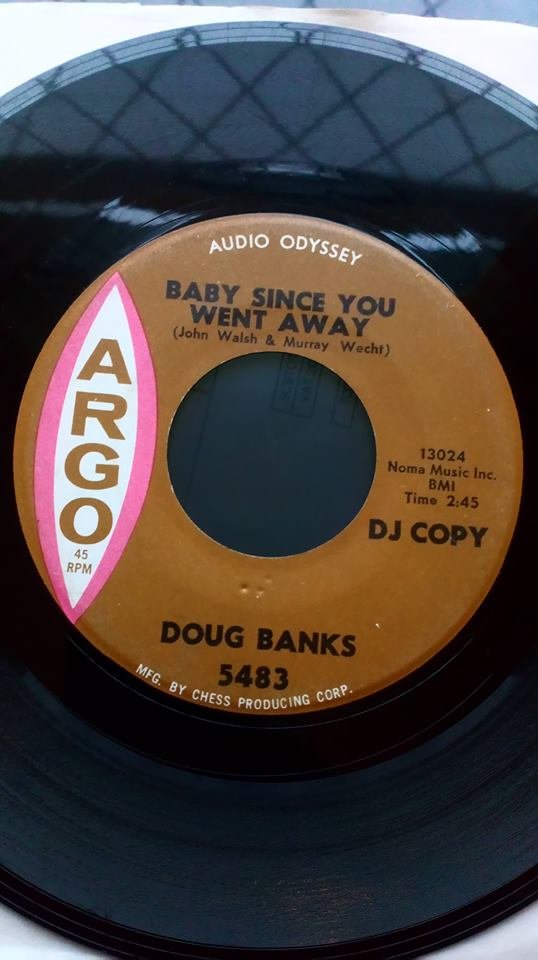 AUDIO ODYSSEY
BABY SINCE YOU
WENT AWAY
(John Walsh & Murray Wecht)
ARGO
45
RPM
13024
Noma Music Inc.
BMI
Time 2:45
DJ COPY
DOUG BANKS
5483
MFG. BY CHESS PRODUCING CORP.